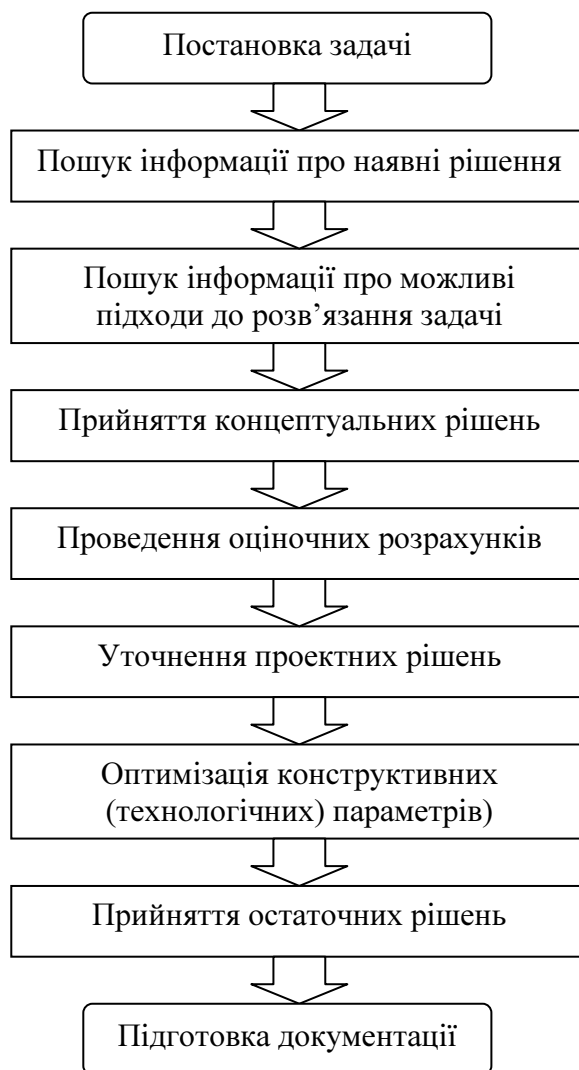 Постановка задачі
Пошук інформації про наявні рішення
Пошук інформації про можливі
підходи до розв’язання задачі
Прийняття концептуальних рішень
Проведення оціночних розрахунків
Уточнення проектних рішень
Оптимізація конструктивних
(технологічних) параметрів)
Прийняття остаточних рішень
Підготовка документації